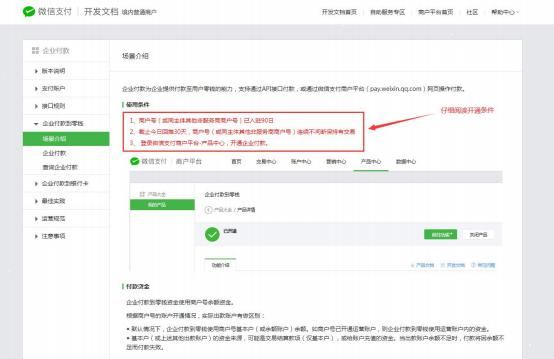 微信支付 | 开发文档 境内普通商户
开发文档首页 自助服务专区 商户平台首页 社区 帮助中心
企业付款
版本说明
支付账户
接口规则
企业付款到零钱
场景介绍
企业付款
查询企业付款
企业付款到银行卡
最佳实践
运营规范
注意事项
场景介绍
企业付款为企业提供付款至用户零钱的能力，支持通过API接口付款，或通过微信支付商户平台（pay.weixin.qq.com）网页操作付款。
使用条件
仔细阅读开通条件
1、商户号（或同主体其他非服务商商户号）已入驻90日
2、截止今日回推30天，商户号（或同主体其他非服务商商户号）连续不间断保持有交易
3、登录微信支付商户平台-产品中心，开通企业付款。
微信支付 | 商户平台 首页 交易中心 账户中心 营销中心 产品中心 数据中心
产品大全
我的产品
企业付款到零钱
产品大全 / 产品详情
已开通
关闭产品
功能介绍
产品文档 开发文档 常见问题
付款资金
企业付款到零钱资金使用商户号余额资金。
根据商户号的账户开通情况，实际出款账户有做区别：
• 默认情况下，企业付款到零钱使用商户号基本户（或余额账户）余额。如商户号已开通运营账户，则企业付款到零钱使用运营账户内的资金。
• 基本户（或上述其他出款账户）的资金来源，可能是交易结算款项（仅基本户），或给账户充值的资金。当出款账户余额不足时，付款将因余额不
足而付款失败。